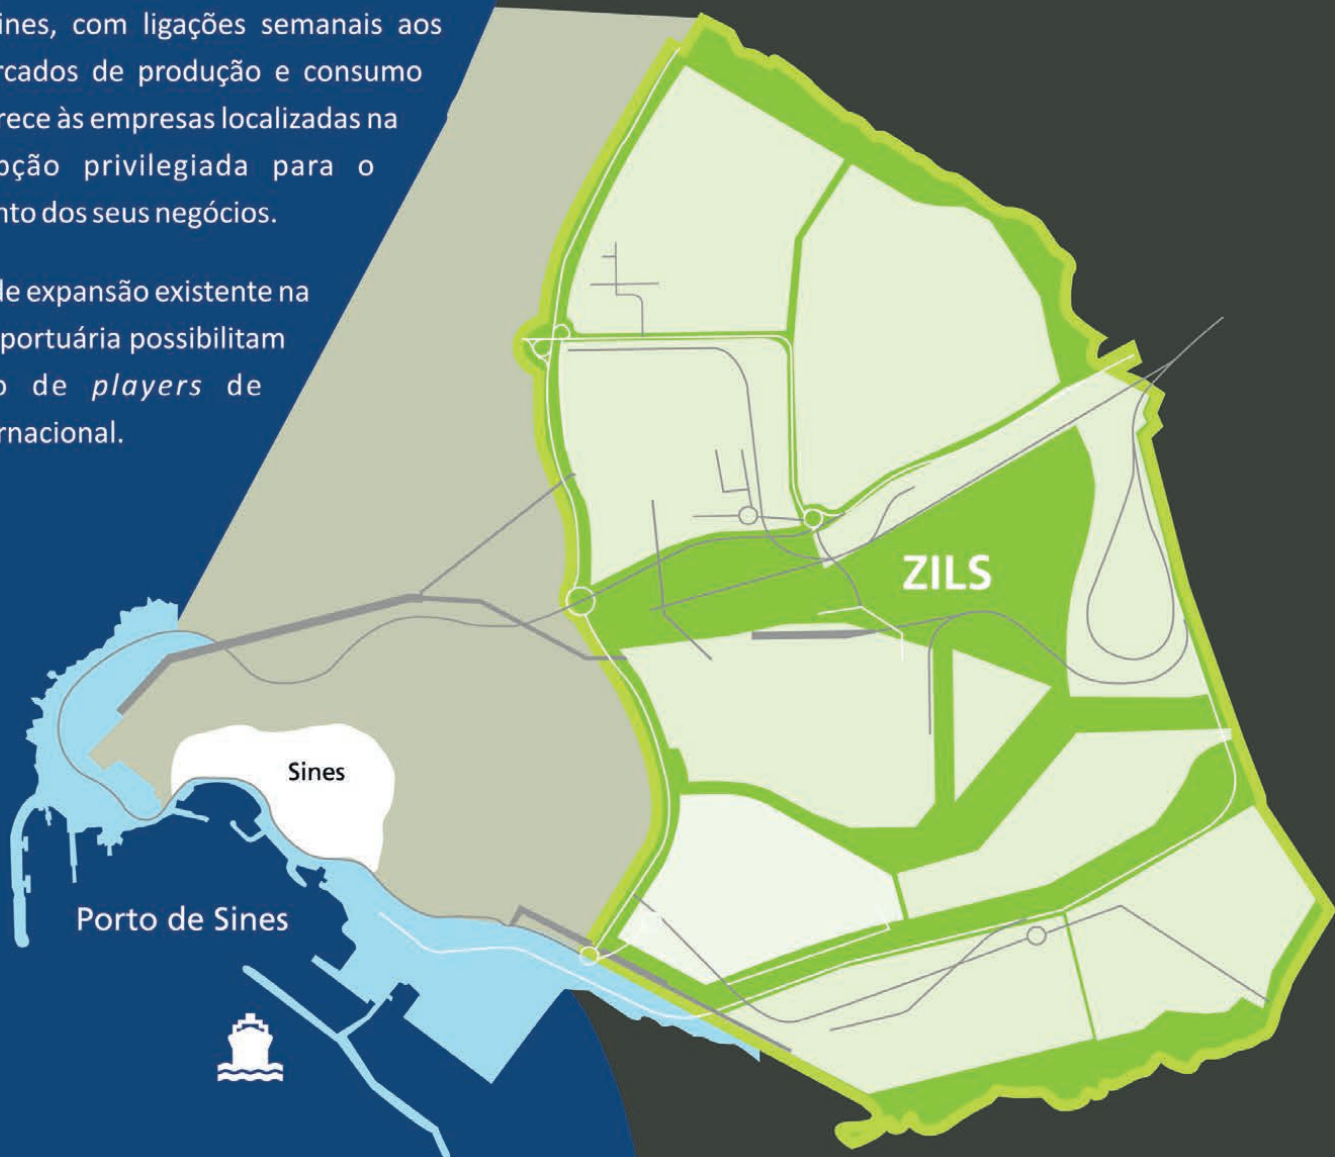 ines, com ligações semanais aos
rcados de produção e consumo
rece às empresas localizadas na
pção privilegiada para o
nto dos seus negócios.
de expansão existente na
portuária possibilitam
o de players de
rnacional.
ZILS
Sines
Porto de Sines